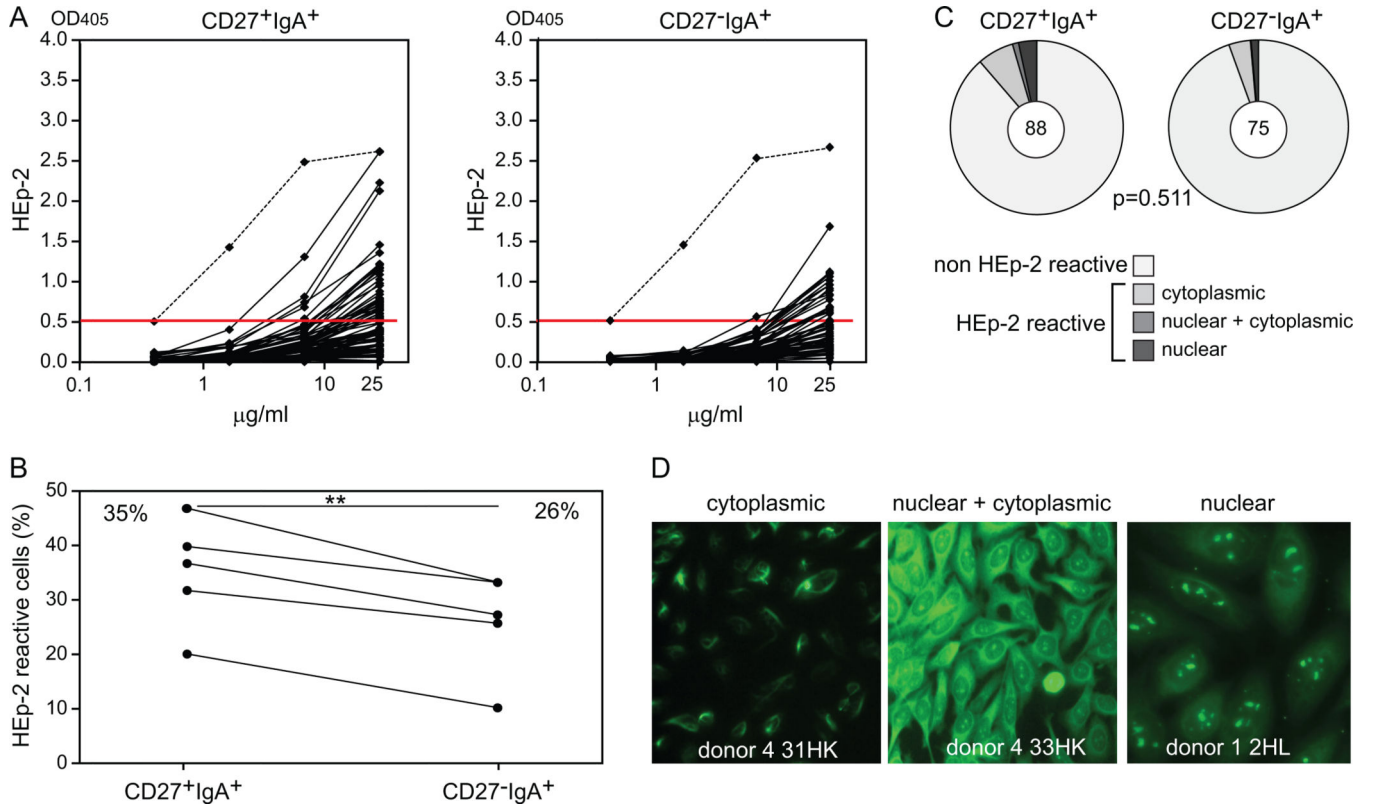 A
OD405
CD27+IgA+
4.0
3.5
3.0
2.5
2.0
1.5
1.0
0.5
0.0
HEp-2
0.1
1
10
25
μg/ml
OD405
CD27-IgA+
4.0
3.5
3.0
2.5
2.0
1.5
1.0
0.5
0.0
HEp-2
0.1
1
10
25
μg/ml
C
CD27+IgA+
CD27-IgA+
88
75
p=0.511
non HEp-2 reactive
HEp-2 reactive
cytoplasmic
nuclear + cytoplasmic
nuclear
B
50
40
30
20
10
0
HEp-2 reactive cells (%)
35%
**
26%
CD27+IgA+
CD27-IgA+
D
cytoplasmic
nuclear + cytoplasmic
nuclear
donor 4 31HK
donor 4 33HK
donor 1 2HL